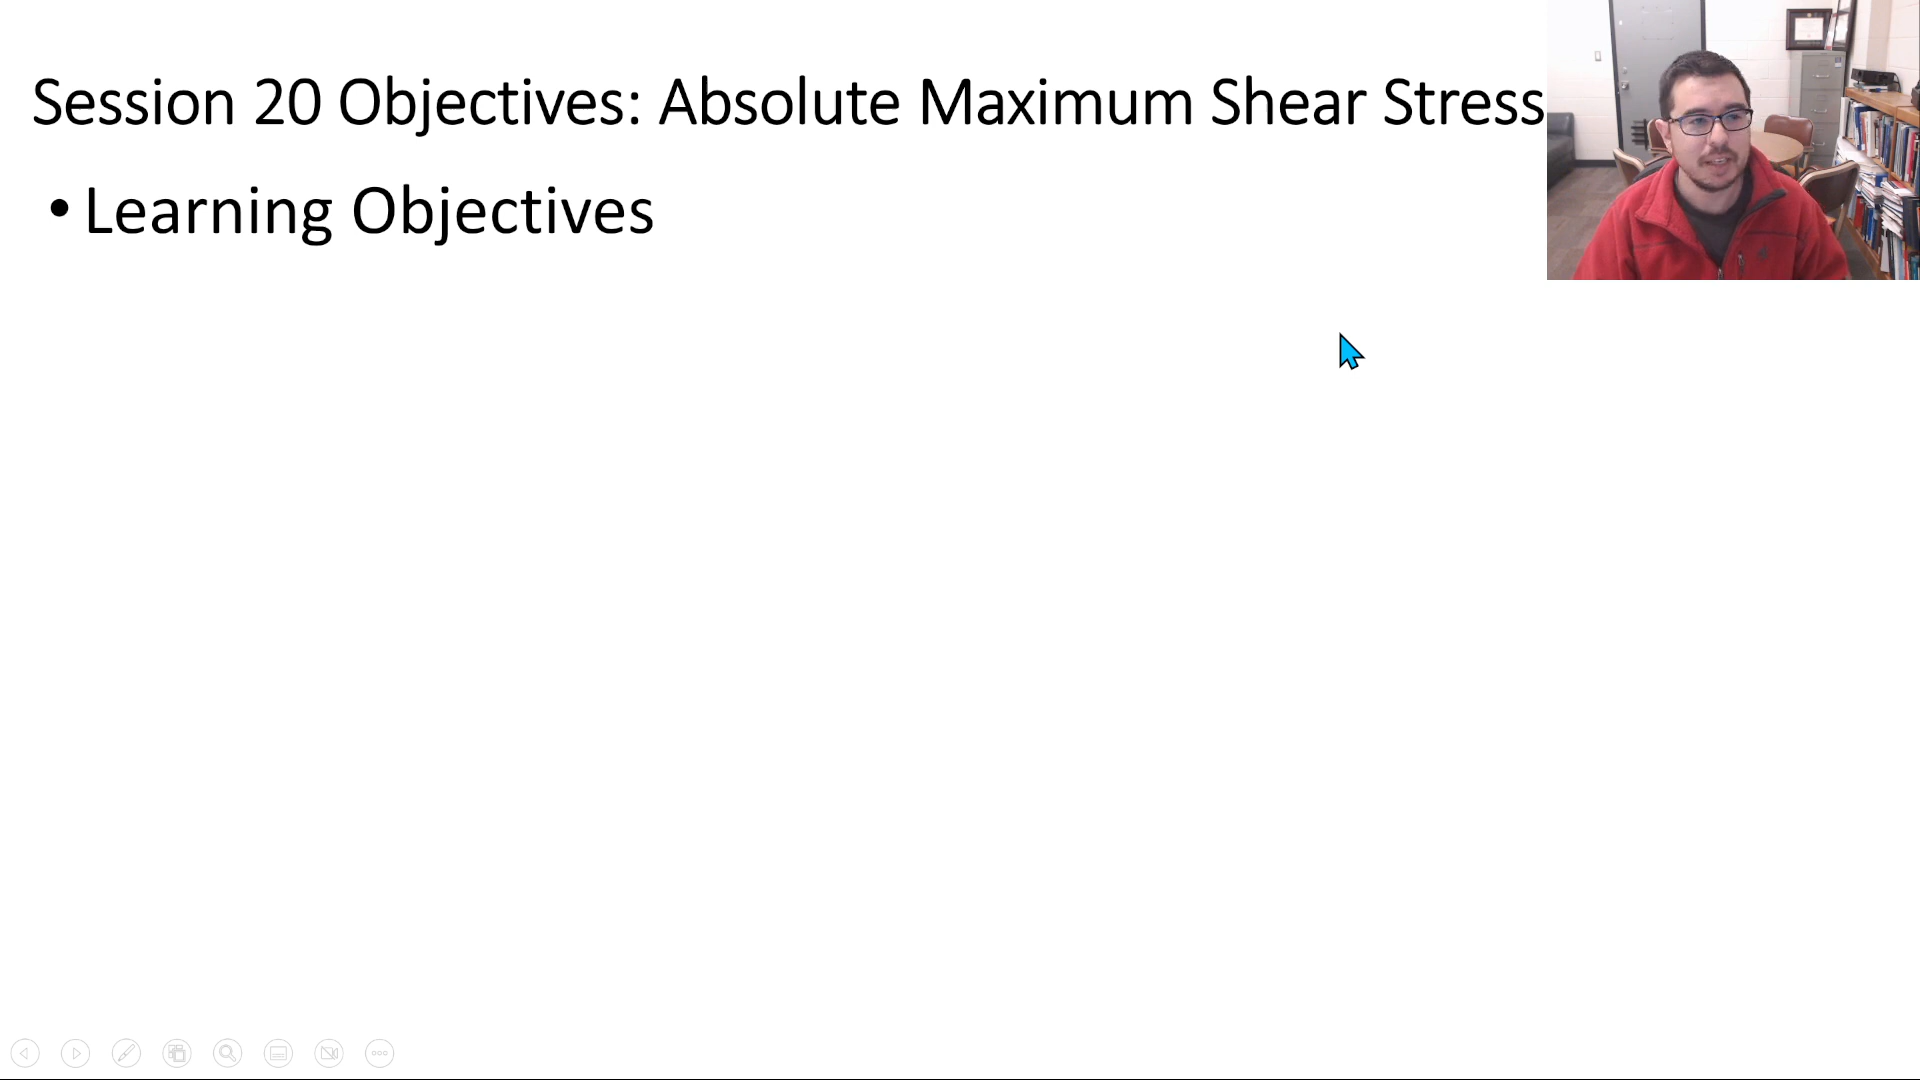 Session 20 Objectives: Absolute Maximum Shear Stress
• Learning Objectives